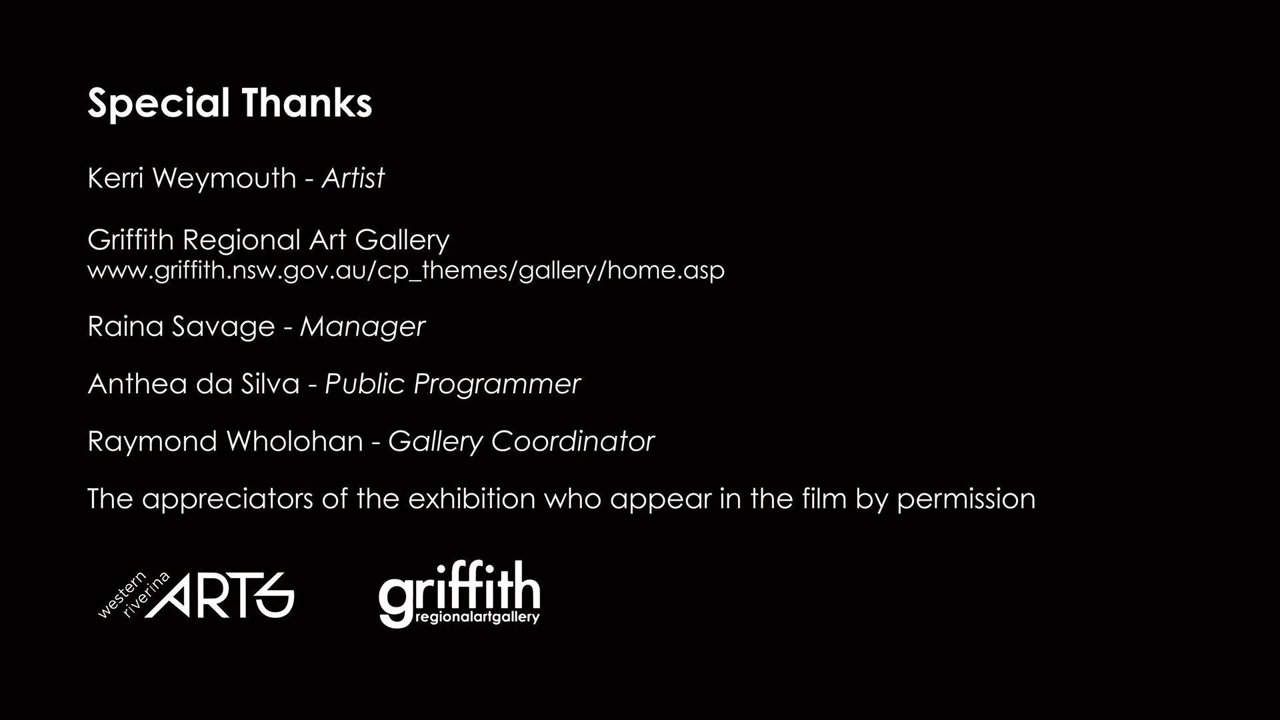 Special Thanks
Kerri Weymouth - Artist
Griffith Regional Art Gallery
www.griffith.nsw.gov.au/cp_themes/gallery/home.asp
Raina Savage - Manager
Anthea da Silva - Public Programmer
Raymond Wholohan - Gallery Coordinator
The appreciators of the exhibition who appear in the film by permission
western
riverina
ARTS
griffith
regionalartgallery